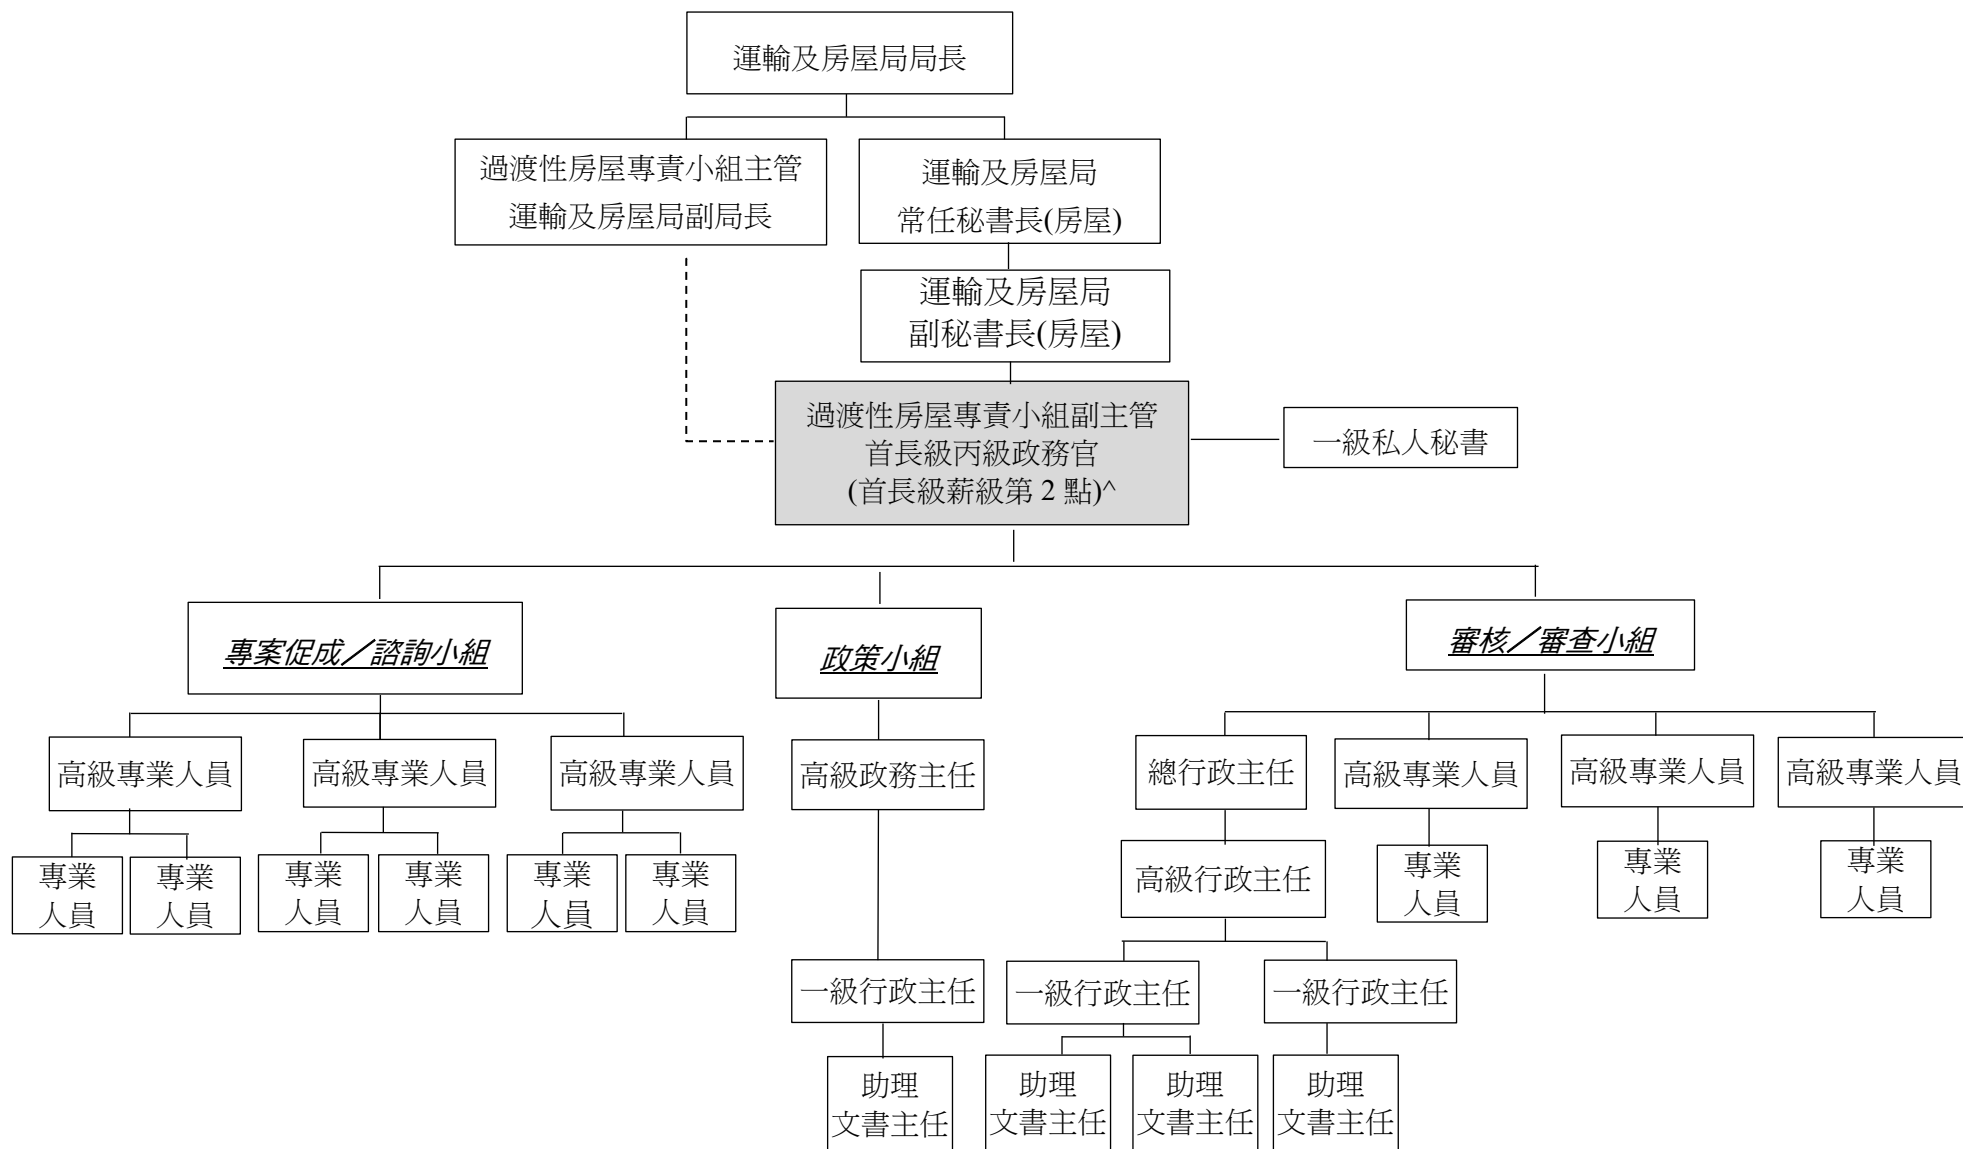 運輸及房屋局局長
過渡性房屋專責小組主管
運輸及房屋局副局長
運輸及房屋局
常任秘書長(房屋)
運輸及房屋局
副秘書長(房屋)
過渡性房屋專責小組副主管
首長級丙級政務官
(首長級薪級第 2 點)^
一級私人秘書
專案促成／諮詢小組
政策小組
審核／審查小組
高級專業人員
高級專業人員
高級專業人員
高級政務主任
總行政主任
高級專業人員
高級專業人員
高級專業人員
專業
人員
專業
人員
專業
人員
專業
人員
專業
人員
專業
人員
高級行政主任
專業
人員
專業
人員
專業
人員
一級行政主任
一級行政主任
一級行政主任
助理
文書主任
助理
文書主任
助理
文書主任
助理
文書主任